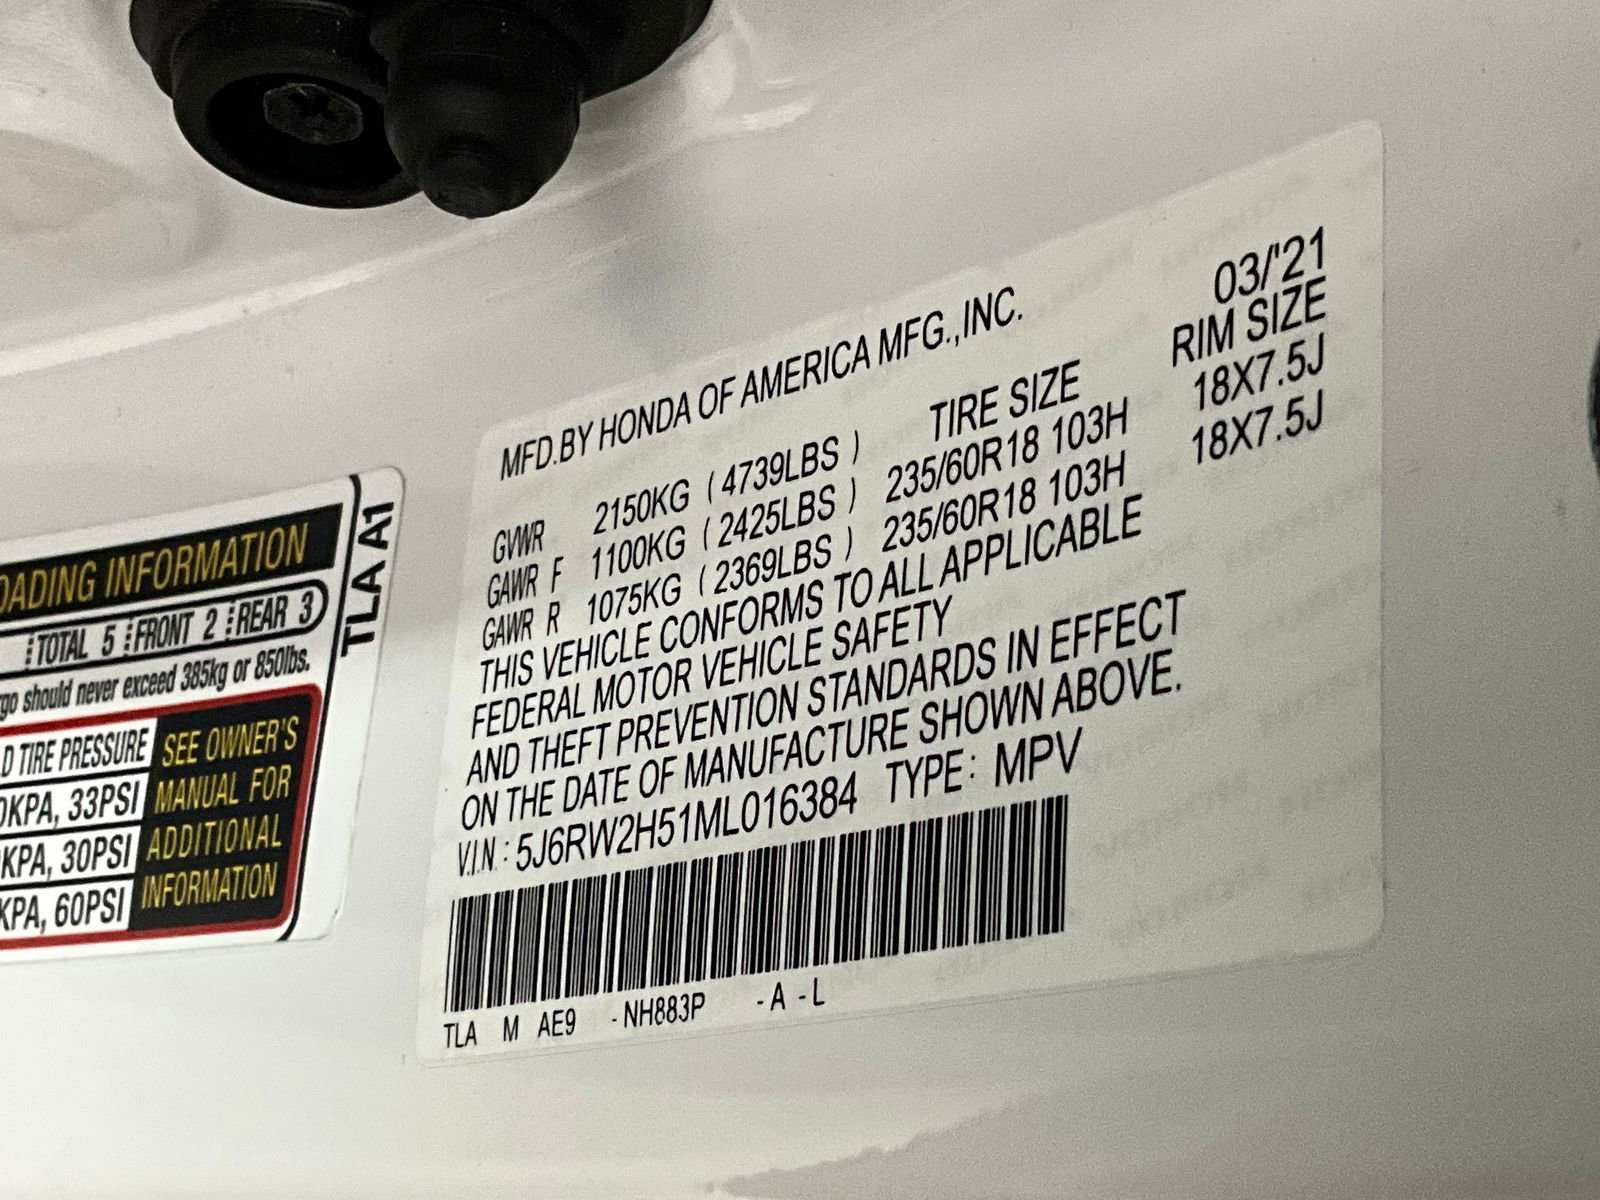 OADING INFORMATION
TOTAL 5 FRONT 2 REAR 3
go should never exceed 385kg or 850lbs.
D TIRE PRESSURE
0KPA, 33PSI
KPA, 30PSI
KPA, 60PSI
SEE OWNER'S
MANUAL FOR
ADDITIONAL
INFORMATION
TLA A1
MFD.BY HONDA OF AMERICA MFG.,INC. 03/'21
GVWR 2150KG ( 4739LBS ) TIRE SIZE RIM SIZE
GAWR F 1100KG ( 2425LBS ) 235/60R18 103H 18X7.5J
GAWR R 1075KG ( 2369LBS ) 235/60R18 103H 18X7.5J
THIS VEHICLE CONFORMS TO ALL APPLICABLE
FEDERAL MOTOR VEHICLE SAFETY
AND THEFT PREVENTION STANDARDS IN EFFECT
ON THE DATE OF MANUFACTURE SHOWN ABOVE.
V.I.N.: 5J6RW2H51ML016384 TYPE: MPV
TLA M AE9 -NH883P -A -L